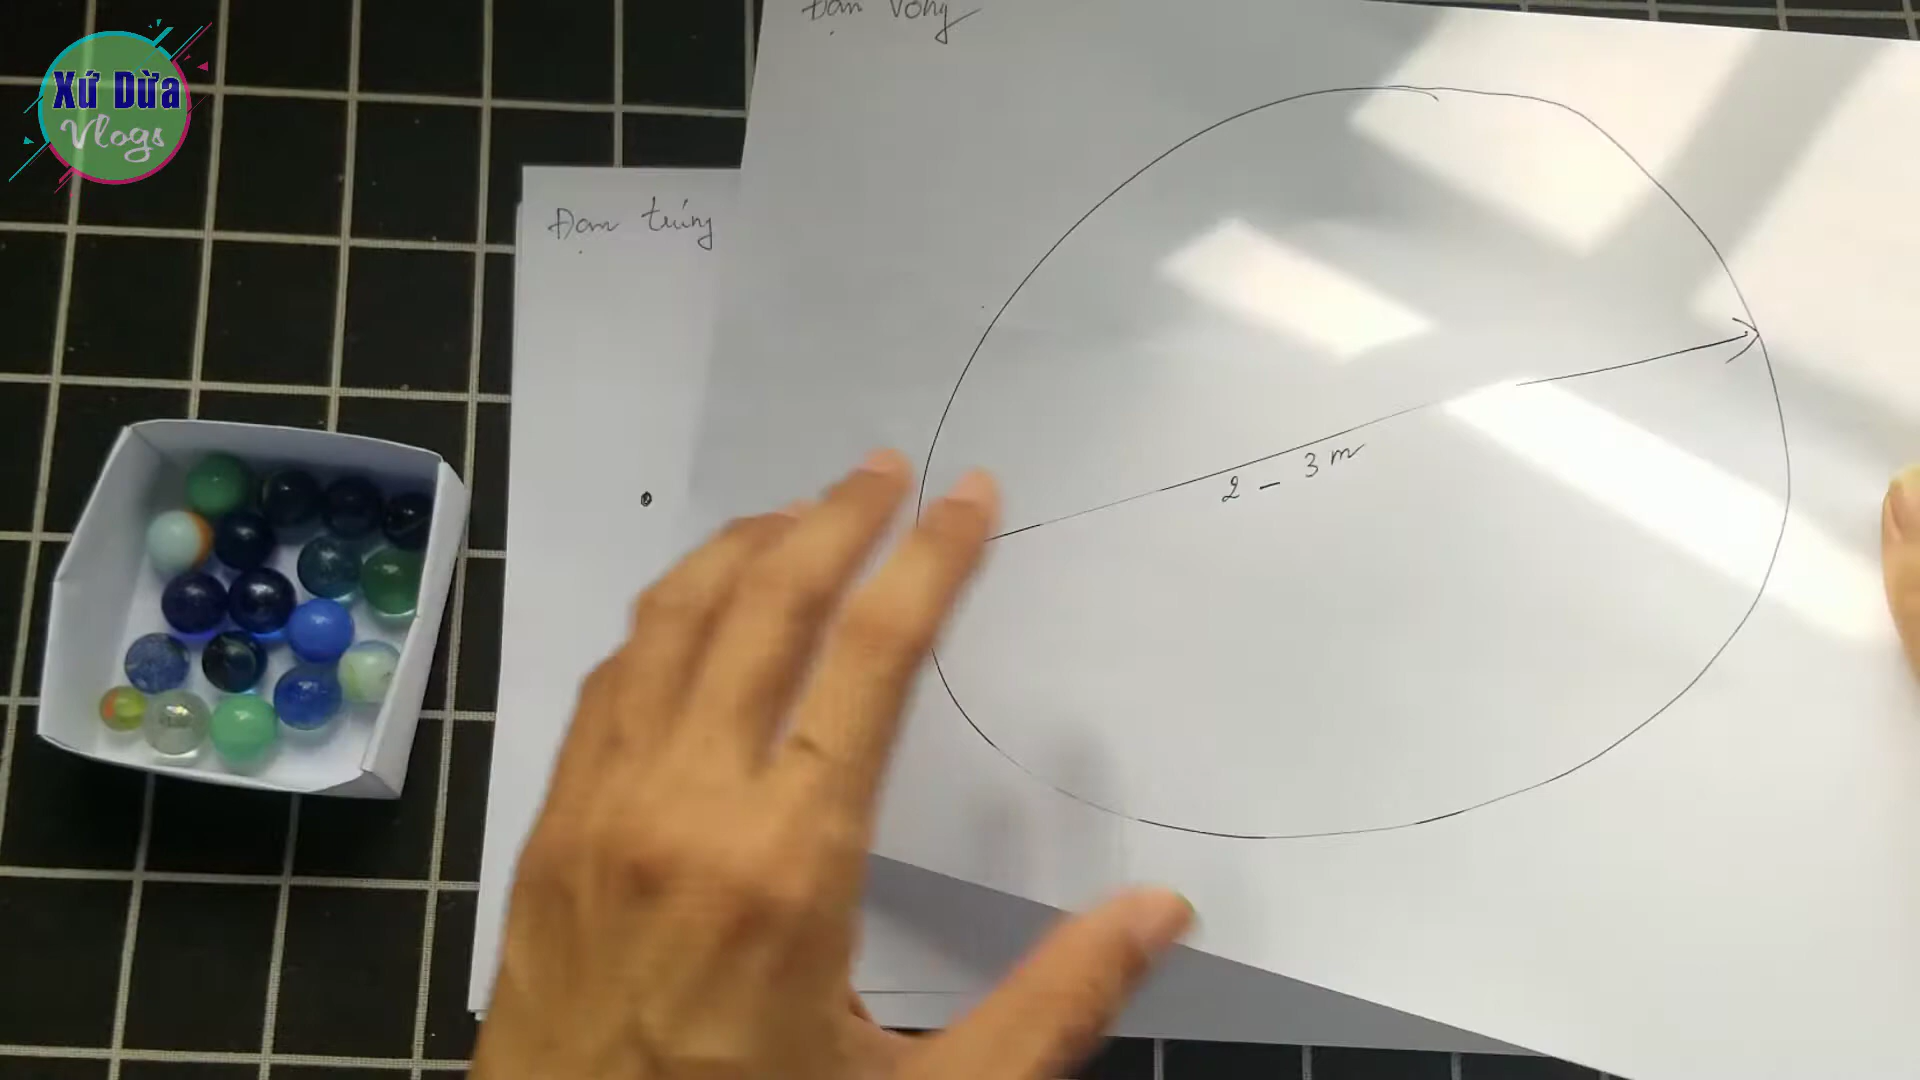 Xứ Dừa
Vlogs
Đạn vòng
Đạn trúng
2 - 3 m